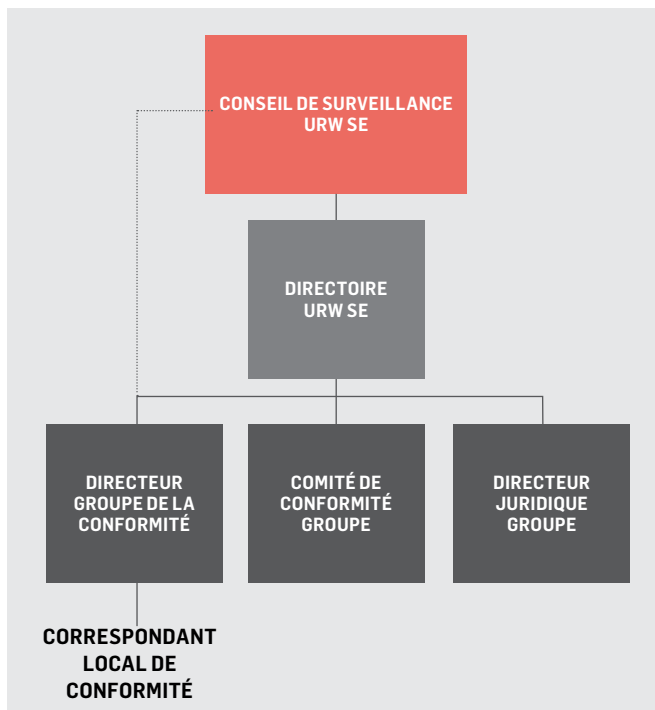 CONSEIL DE SURVEILLANCE
URW SE
DIRECTOIRE
URW SE
DIRECTEUR
GROUPE DE LA
CONFORMITÉ
COMITÉ DE
CONFORMITÉ
GROUPE
DIRECTEUR
JURIDIQUE
GROUPE
CORRESPONDANT
LOCAL DE
CONFORMITÉ